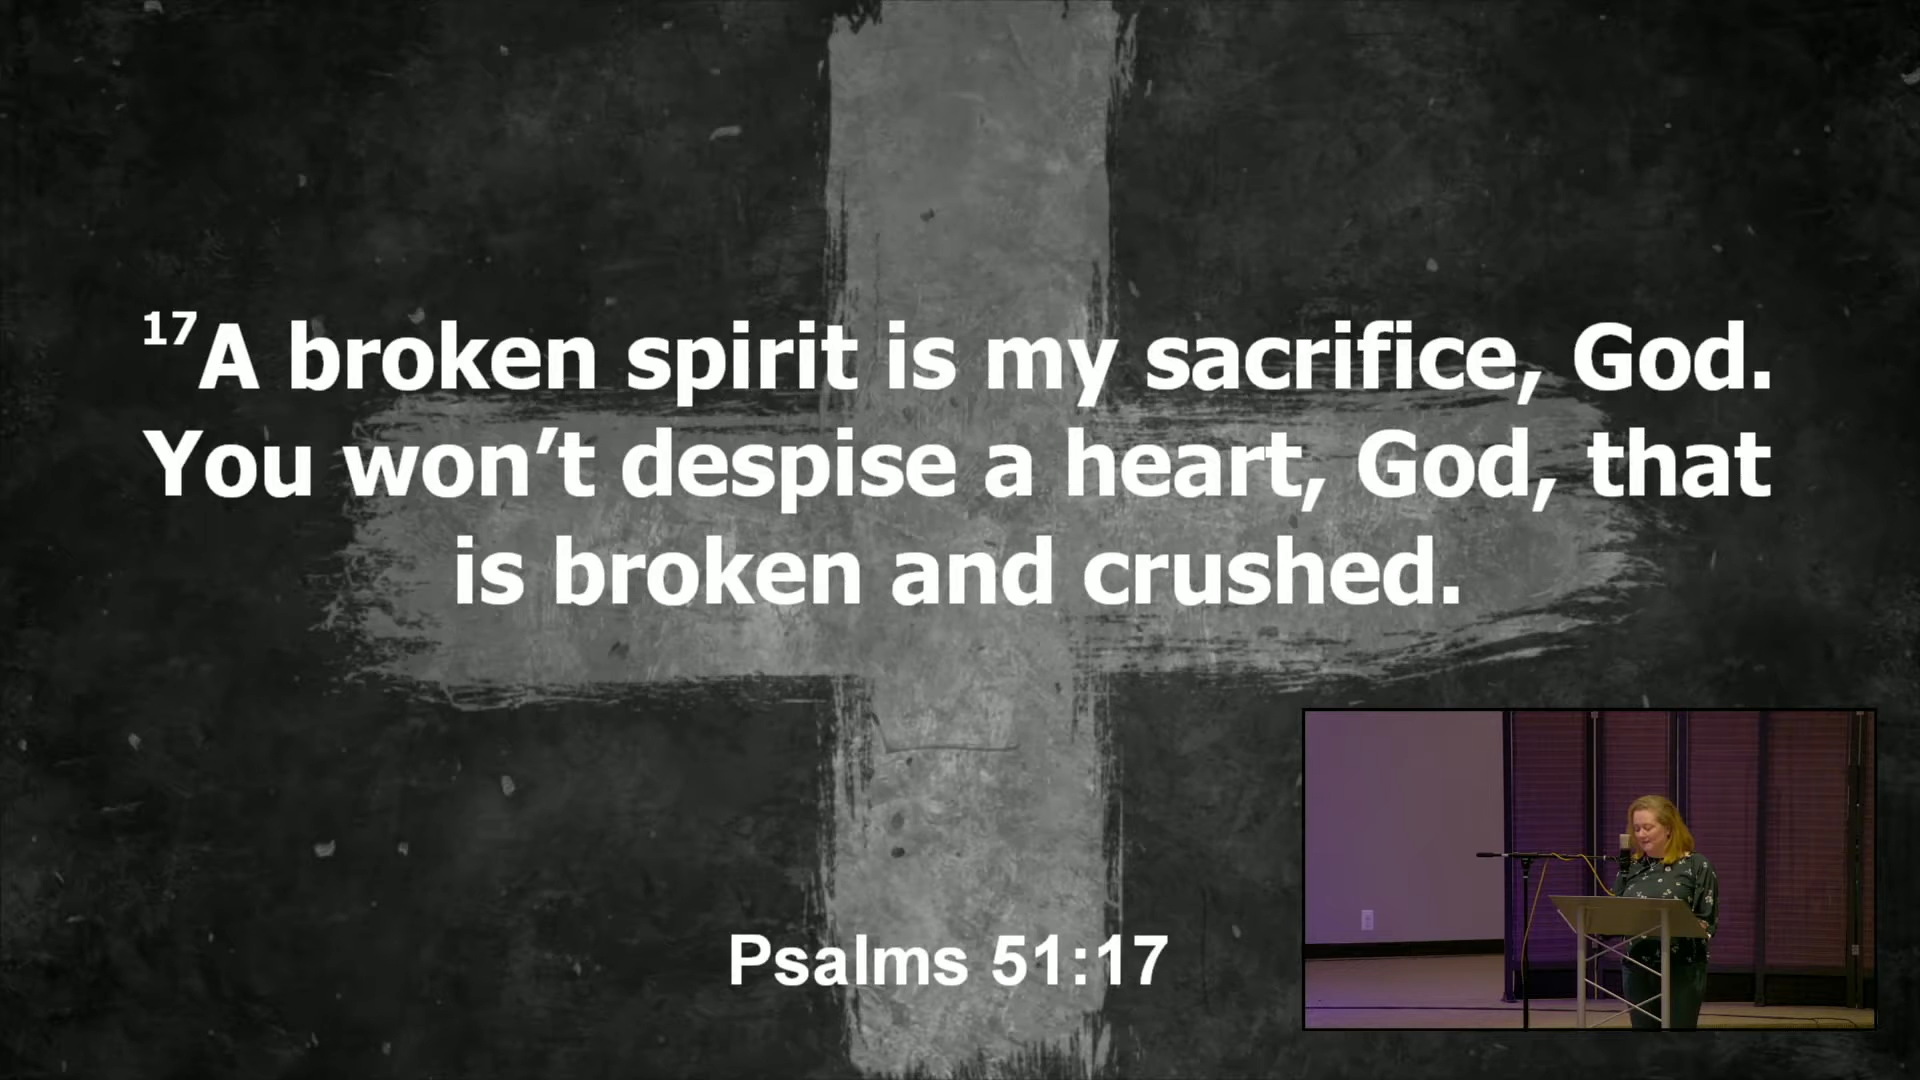 17A broken spirit is my sacrifice, God.
You won’t despise a heart, God, that
is broken and crushed.
Psalms 51:17